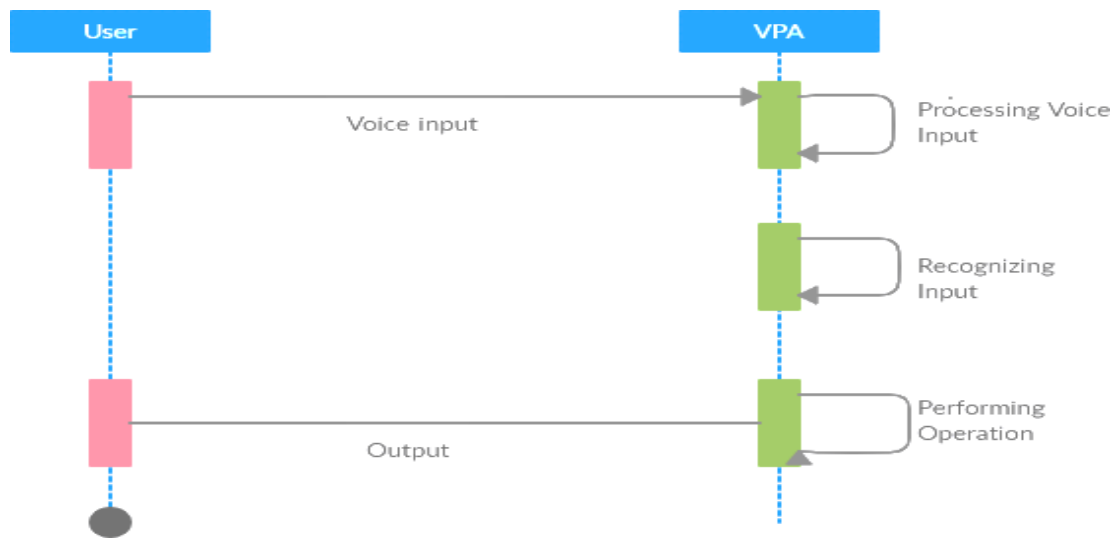 User
VPA
Voice input
Processing Voice
Input
Recognizing
Input
Performing
Operation
Output